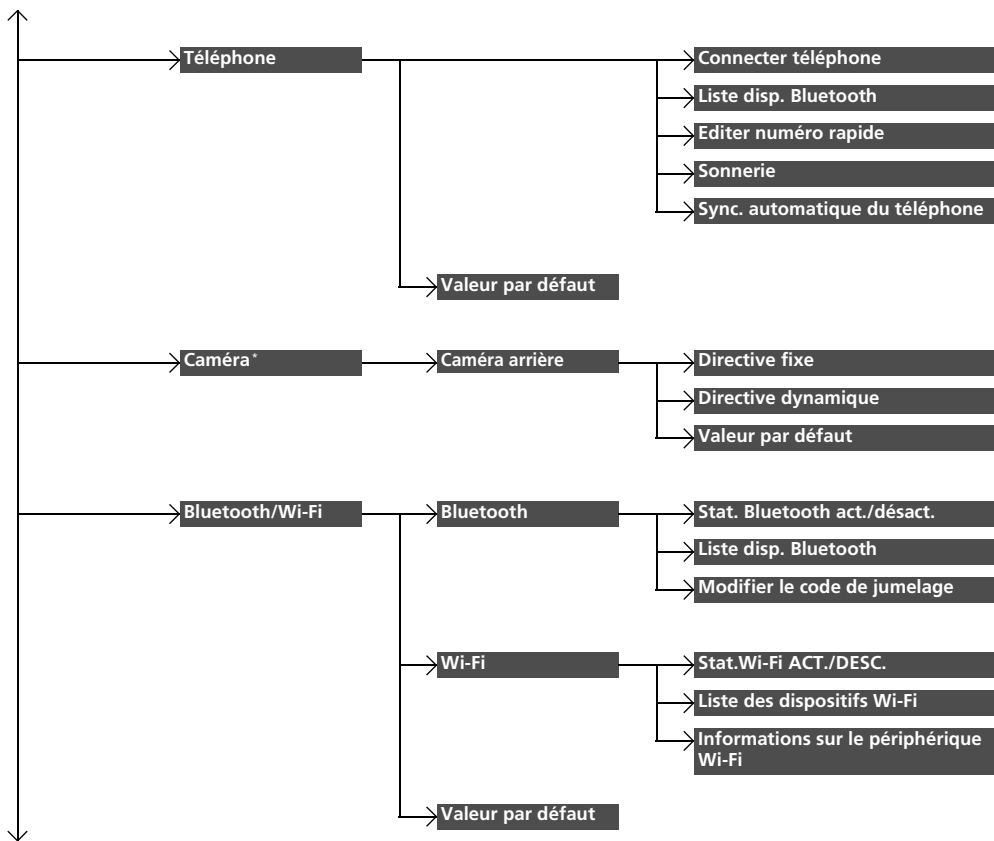 Téléphone
Connecter téléphone
Liste disp. Bluetooth
Editer numéro rapide
Sonnerie
Sync. automatique du téléphone
Valeur par défaut
Caméra*
Caméra arrière
Directive fixe
Directive dynamique
Valeur par défaut
Bluetooth/Wi-Fi
Bluetooth
Stat. Bluetooth act./désact.
Liste disp. Bluetooth
Modifier le code de jumelage
Wi-Fi
Stat.Wi-Fi ACT./DESC.
Liste des dispositifs Wi-Fi
Informations sur le périphérique
Wi-Fi
Valeur par défaut